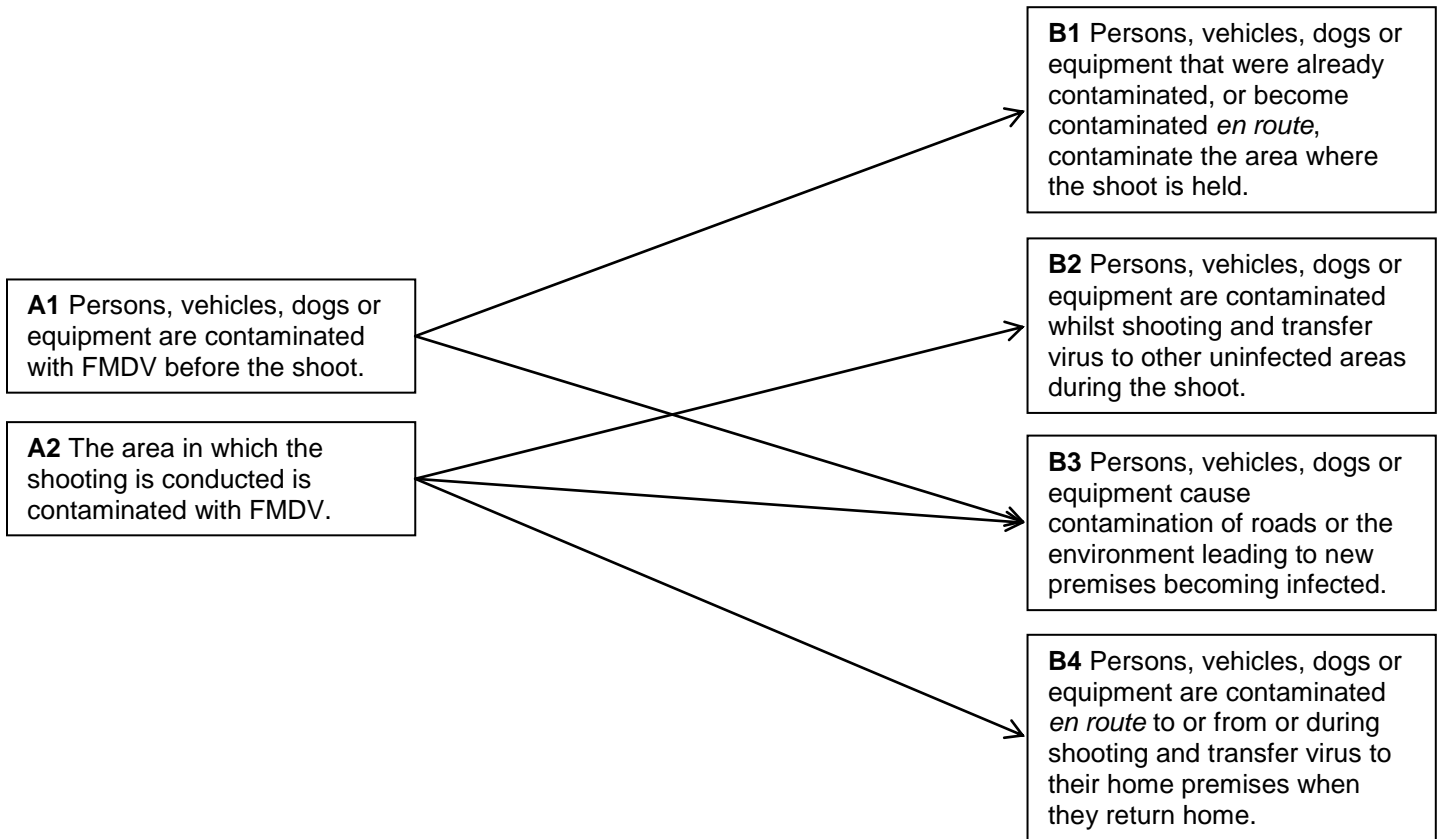 A1 Persons, vehicles, dogs or
equipment are contaminated
with FMDV before the shoot.
A2 The area in which the
shooting is conducted is
contaminated with FMDV.
B1 Persons, vehicles, dogs or
equipment that were already
contaminated, or become
contaminated en route,
contaminate the area where
the shoot is held.
B2 Persons, vehicles, dogs or
equipment are contaminated
whilst shooting and transfer
virus to other uninfected areas
during the shoot.
B3 Persons, vehicles, dogs or
equipment cause
contamination of roads or the
environment leading to new
premises becoming infected.
B4 Persons, vehicles, dogs or
equipment are contaminated
en route to or from or during
shooting and transfer virus to
their home premises when
they return home.